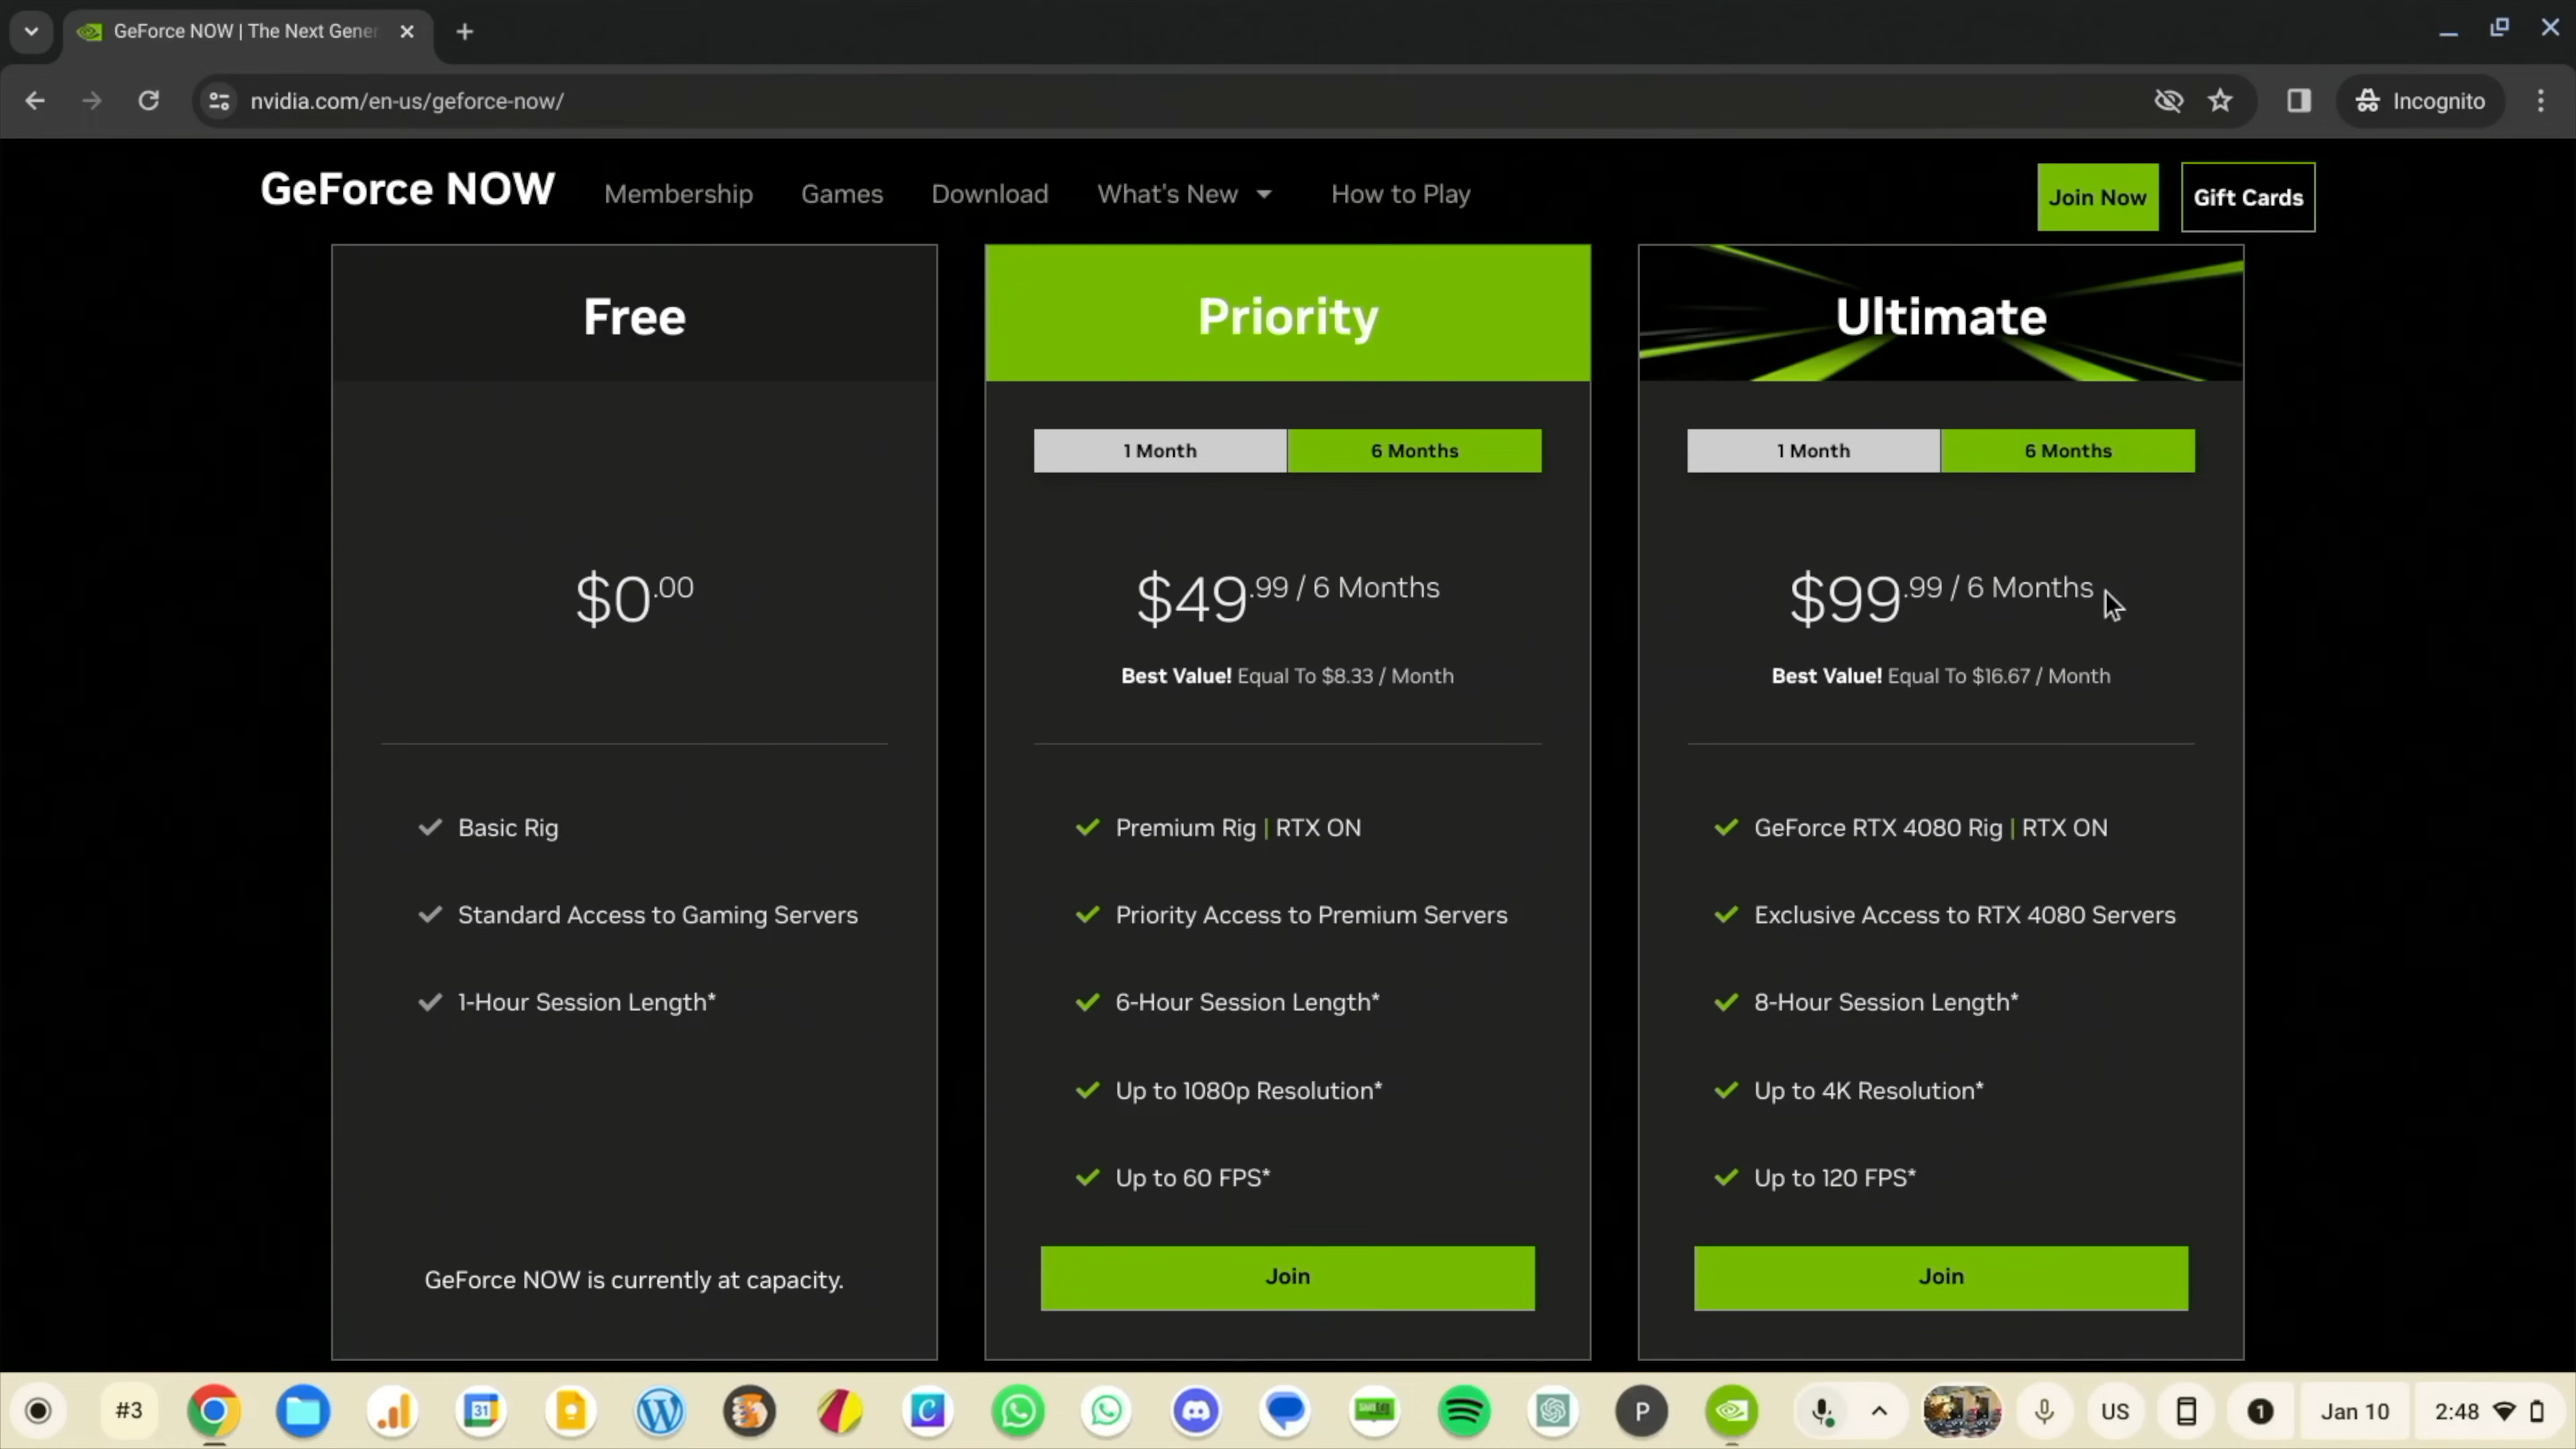 GeForce NOW | The Next Gener
nvidia.com/en-us/geforce-now/
Incognito
GeForce NOW
Membership
Games
Download
What's New
How to Play
Join Now
Gift Cards
Free
$0.00
Basic Rig
Standard Access to Gaming Servers
1-Hour Session Length*
GeForce NOW is currently at capacity.
Priority
1 Month
6 Months
$49.99 / 6 Months
Best Value! Equal To $8.33 / Month
Premium Rig | RTX ON
Priority Access to Premium Servers
6-Hour Session Length*
Up to 1080p Resolution*
Up to 60 FPS*
Join
Ultimate
1 Month
6 Months
$99.99 / 6 Months
Best Value! Equal To $16.67 / Month
GeForce RTX 4080 Rig | RTX ON
Exclusive Access to RTX 4080 Servers
8-Hour Session Length*
Up to 4K Resolution*
Up to 120 FPS*
Join
#3
31
C
P
US
1
Jan 10
2:48